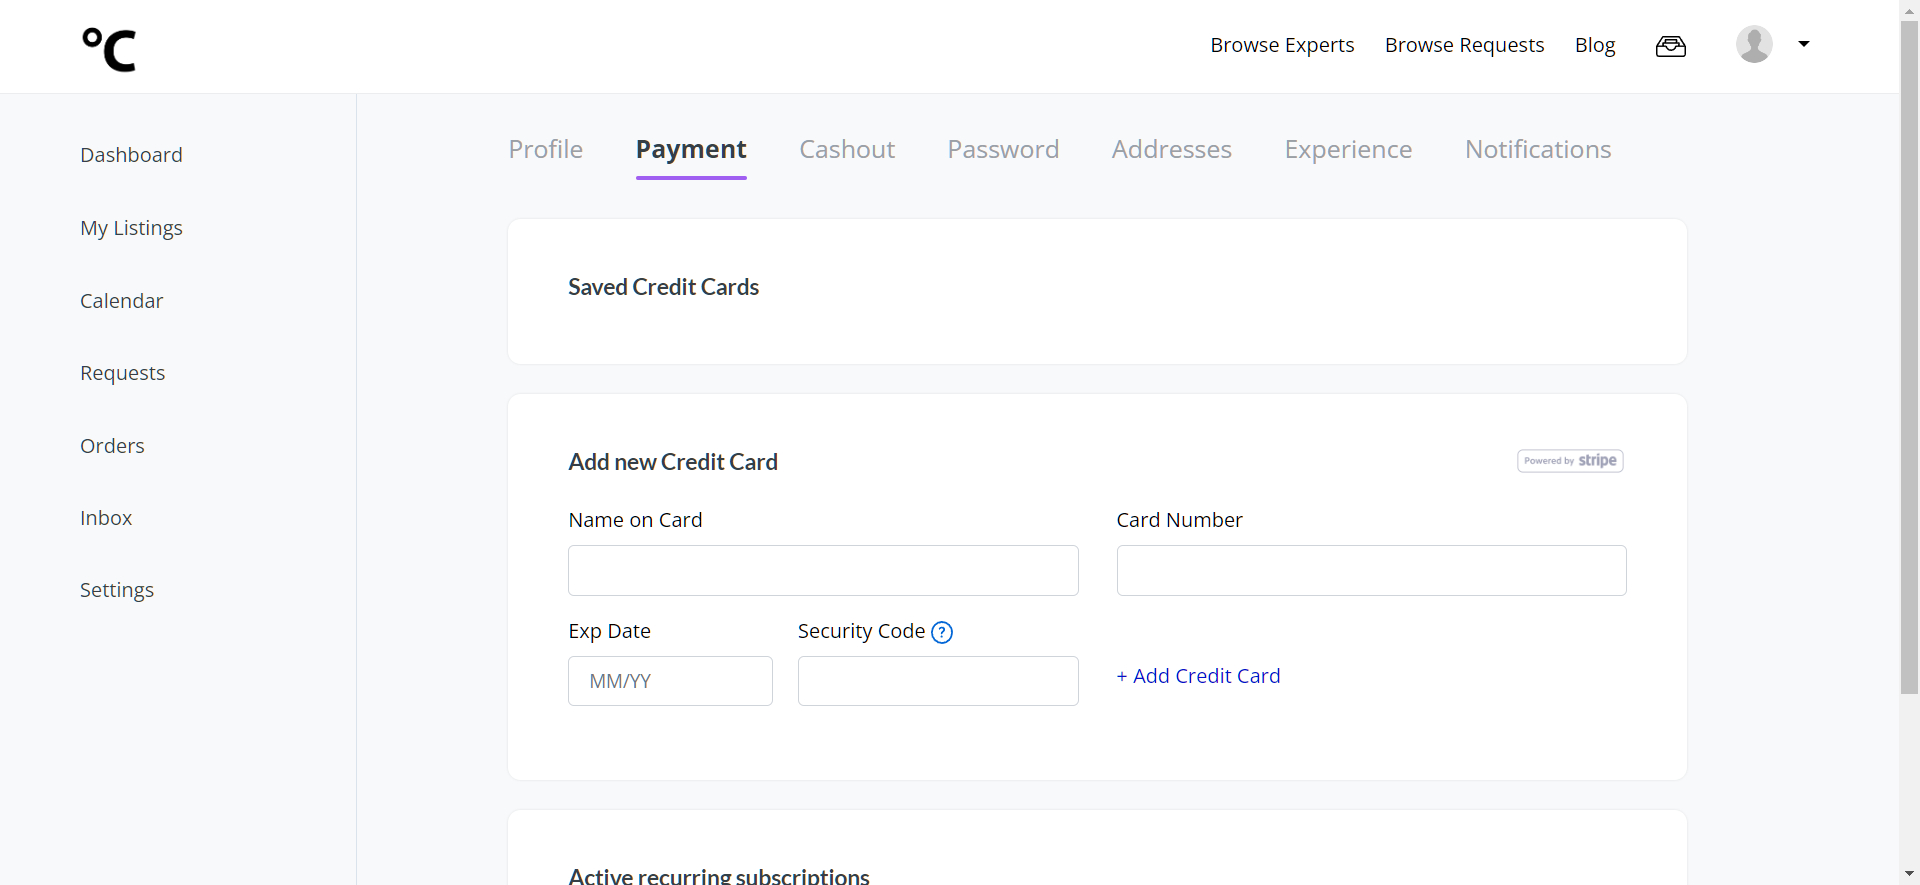 °C
Browse Experts
Browse Requests
Blog
Dashboard
My Listings
Calendar
Requests
Orders
Inbox
Settings
Profile
Payment
Cashout
Password
Addresses
Experience
Notifications
Saved Credit Cards
Add new Credit Card
Powered by stripe
Name on Card
Card Number
Exp Date
Security Code ?
MM/YY
+ Add Credit Card
Active recurring subscriptions